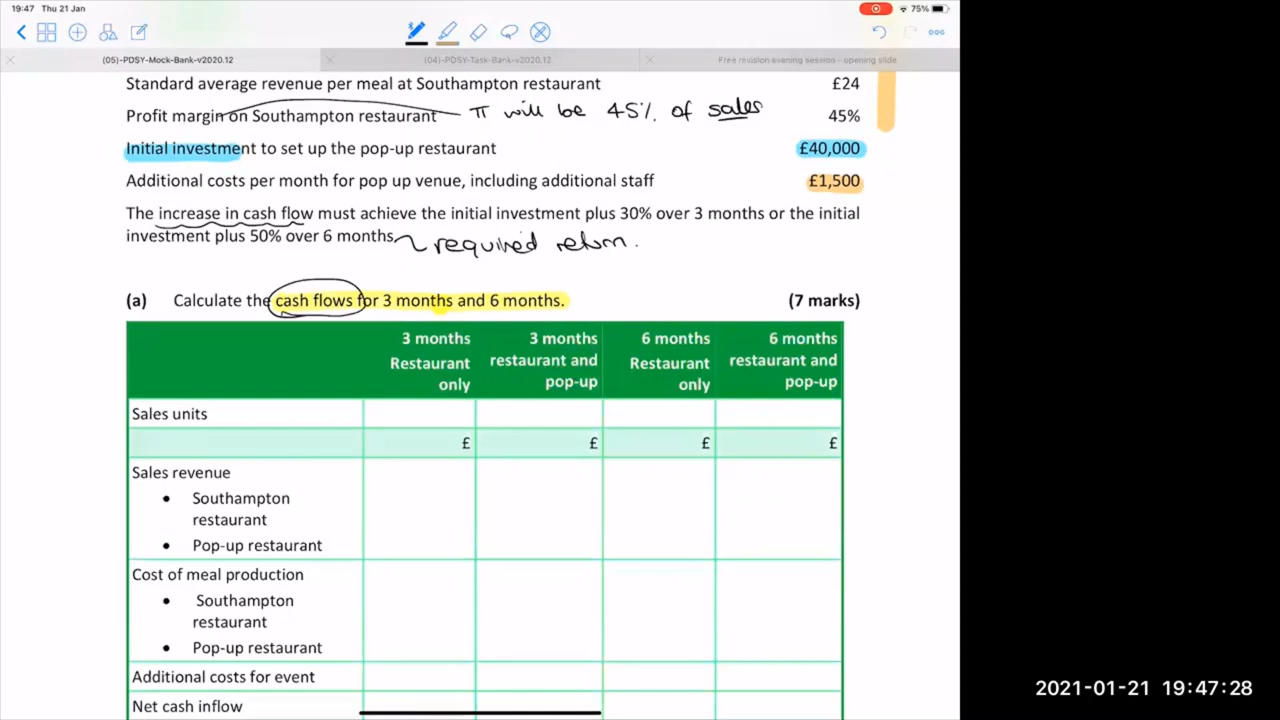 19:47 Thu 21 Jan
75%
(05)-PDSY-Mock-Bank-v2020.12
(04)-PDSY-Task-Bank-v2020.12
Free revision evening session - opening slide
Standard average revenue per meal at Southampton restaurant £24
Profit margin on Southampton restaurant π will be 45% of sales 45%
Initial investment to set up the pop-up restaurant £40,000
Additional costs per month for pop up venue, including additional staff £1,500
The increase in cash flow must achieve the initial investment plus 30% over 3 months or the initial
investment plus 50% over 6 months. required return.
(a) Calculate the cash flows for 3 months and 6 months. (7 marks)
3 months 3 months 6 months 6 months
Restaurant restaurant and Restaurant restaurant and
only pop-up only pop-up
Sales units
£ £ £ £
Sales revenue
• Southampton
restaurant
• Pop-up restaurant
Cost of meal production
• Southampton
restaurant
• Pop-up restaurant
Additional costs for event
Net cash inflow
2021-01-21 19:47:28